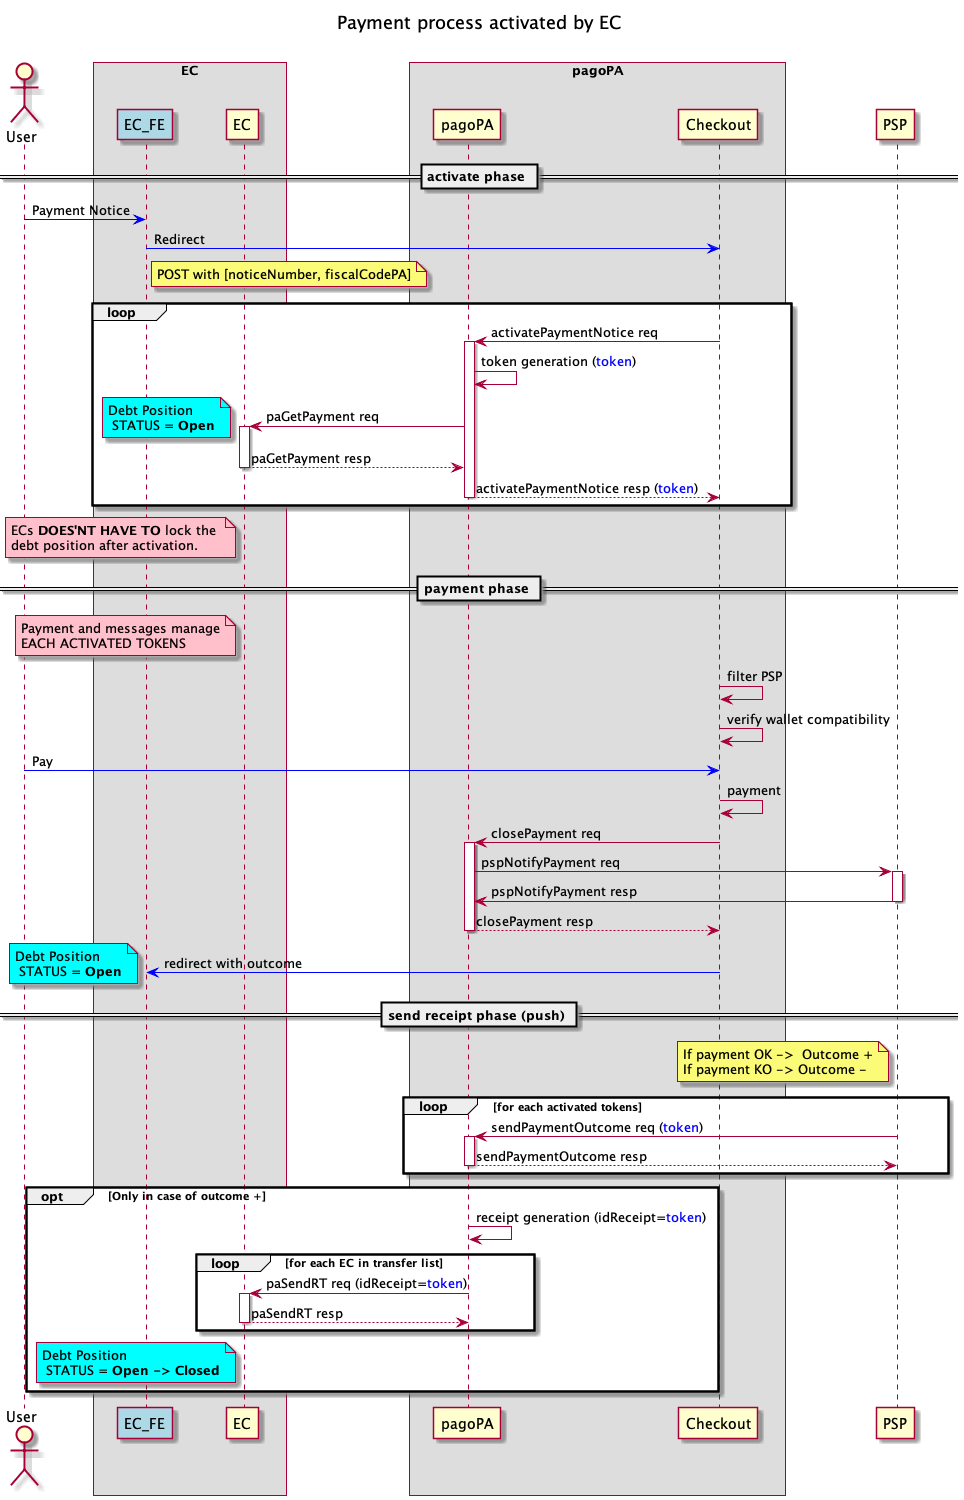 Payment process activated by EC
EC
pagoPA
User
EC_FE
EC
pagoPA
Checkout
PSP
activate phase
Payment Notice
Redirect
POST with [noticeNumber, fiscalCodePA]
loop
activatePaymentNotice req
token generation (token)
Debt Position
STATUS = Open
paGetPayment req
paGetPayment resp
activatePaymentNotice resp (token)
ECs DOES'NT HAVE TO lock the
debt position after activation.
payment phase
Payment and messages manage
EACH ACTIVATED TOKENS
filter PSP
verify wallet compatibility
Pay
payment
closePayment req
pspNotifyPayment req
pspNotifyPayment resp
closePayment resp
Debt Position
STATUS = Open
redirect with outcome
send receipt phase (push)
If payment OK -> Outcome +
If payment KO -> Outcome -
loop [for each activated tokens]
sendPaymentOutcome req (token)
sendPaymentOutcome resp
opt [Only in case of outcome +]
receipt generation (idReceipt=token)
loop [for each EC in transfer list]
paSendRT req (idReceipt=token)
paSendRT resp
Debt Position
STATUS = Open -> Closed
User
EC_FE
EC
pagoPA
Checkout
PSP